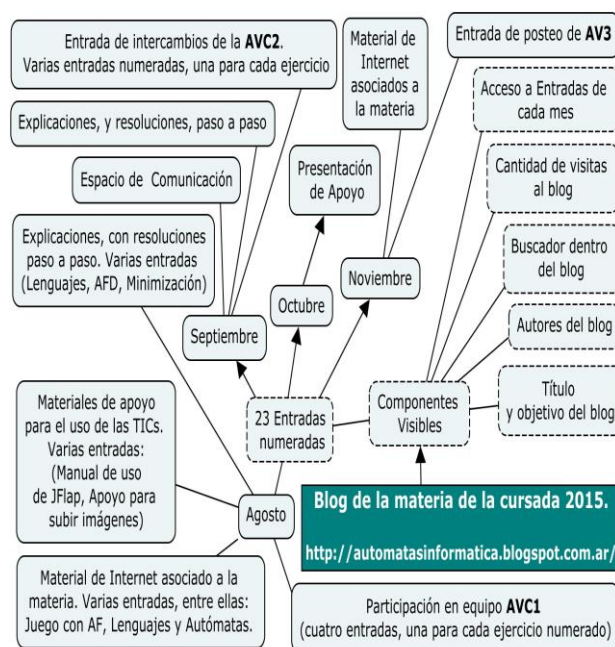 Entrada de intercambios de la AVC2.
Varias entradas numeradas, una para cada ejercicio
Material de
Internet
asociados a
la materia
Entrada de posteo de AV3
Acceso a Entradas de
cada mes
Explicaciones, y resoluciones, paso a paso
Cantidad de visitas
al blog
Presentación
de Apoyo
Espacio de Comunicación
Buscador dentro
del blog
Explicaciones, con resoluciones
paso a paso. Varias entradas
(Lenguajes, AFD, Minimización)
Noviembre
Octubre
Septiembre
Autores del blog
Título
y objetivo del blog
Materiales de apoyo
para el uso de las TICs.
Varias entradas:
(Manual de uso
de JFlap, Apoyo para
subir imágenes)
23 Entradas
numeradas
Componentes
Visibles
Agosto
Blog de la materia de la cursada 2015.
http://automatasinformatica.blogspot.com.ar/
Material de Internet asociado a la
materia. Varias entradas, entre ellas:
Juego con AF, Lenguajes y Autómatas.
Participación en equipo AVC1
(cuatro entradas, una para cada ejercicio numerado)